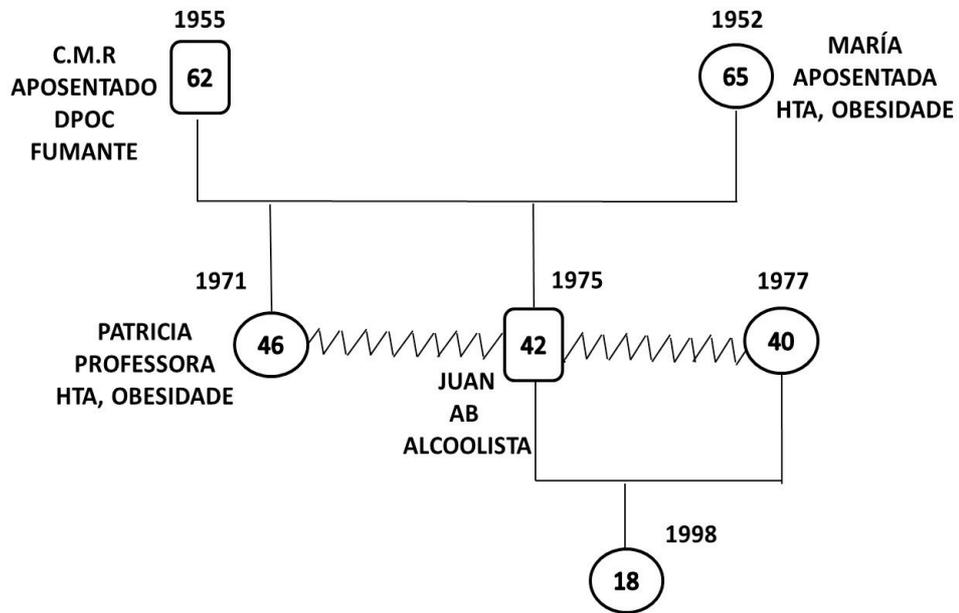 1955
C.M.R
APOSENTADO
DPOC
FUMANTE
62
1952
65
MARÍA
APOSENTADA
HTA, OBESIDADE
1971
PATRICIA
PROFESSORA
HTA, OBESIDADE
46
1975
42
JUAN
AB
ALCOOLISTA
1977
40
1998
18